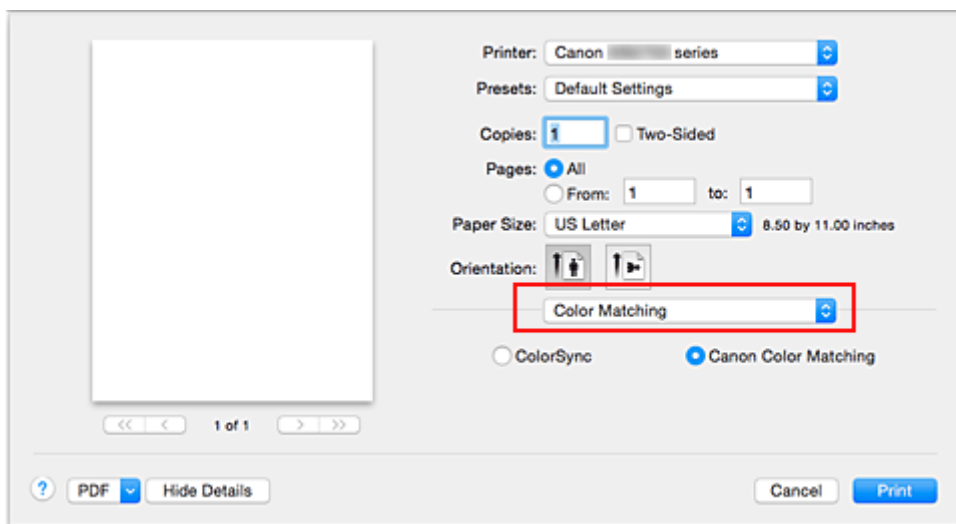 Printer: Canon series
Presets: Default Settings
Copies: 1 Two-Sided
Pages: All
From: 1 to: 1
Paper Size: US Letter 8.50 by 11.00 inches
Orientation:
Color Matching
ColorSync Canon Color Matching
<< < 1 of 1 > >>
? PDF Hide Details Cancel Print